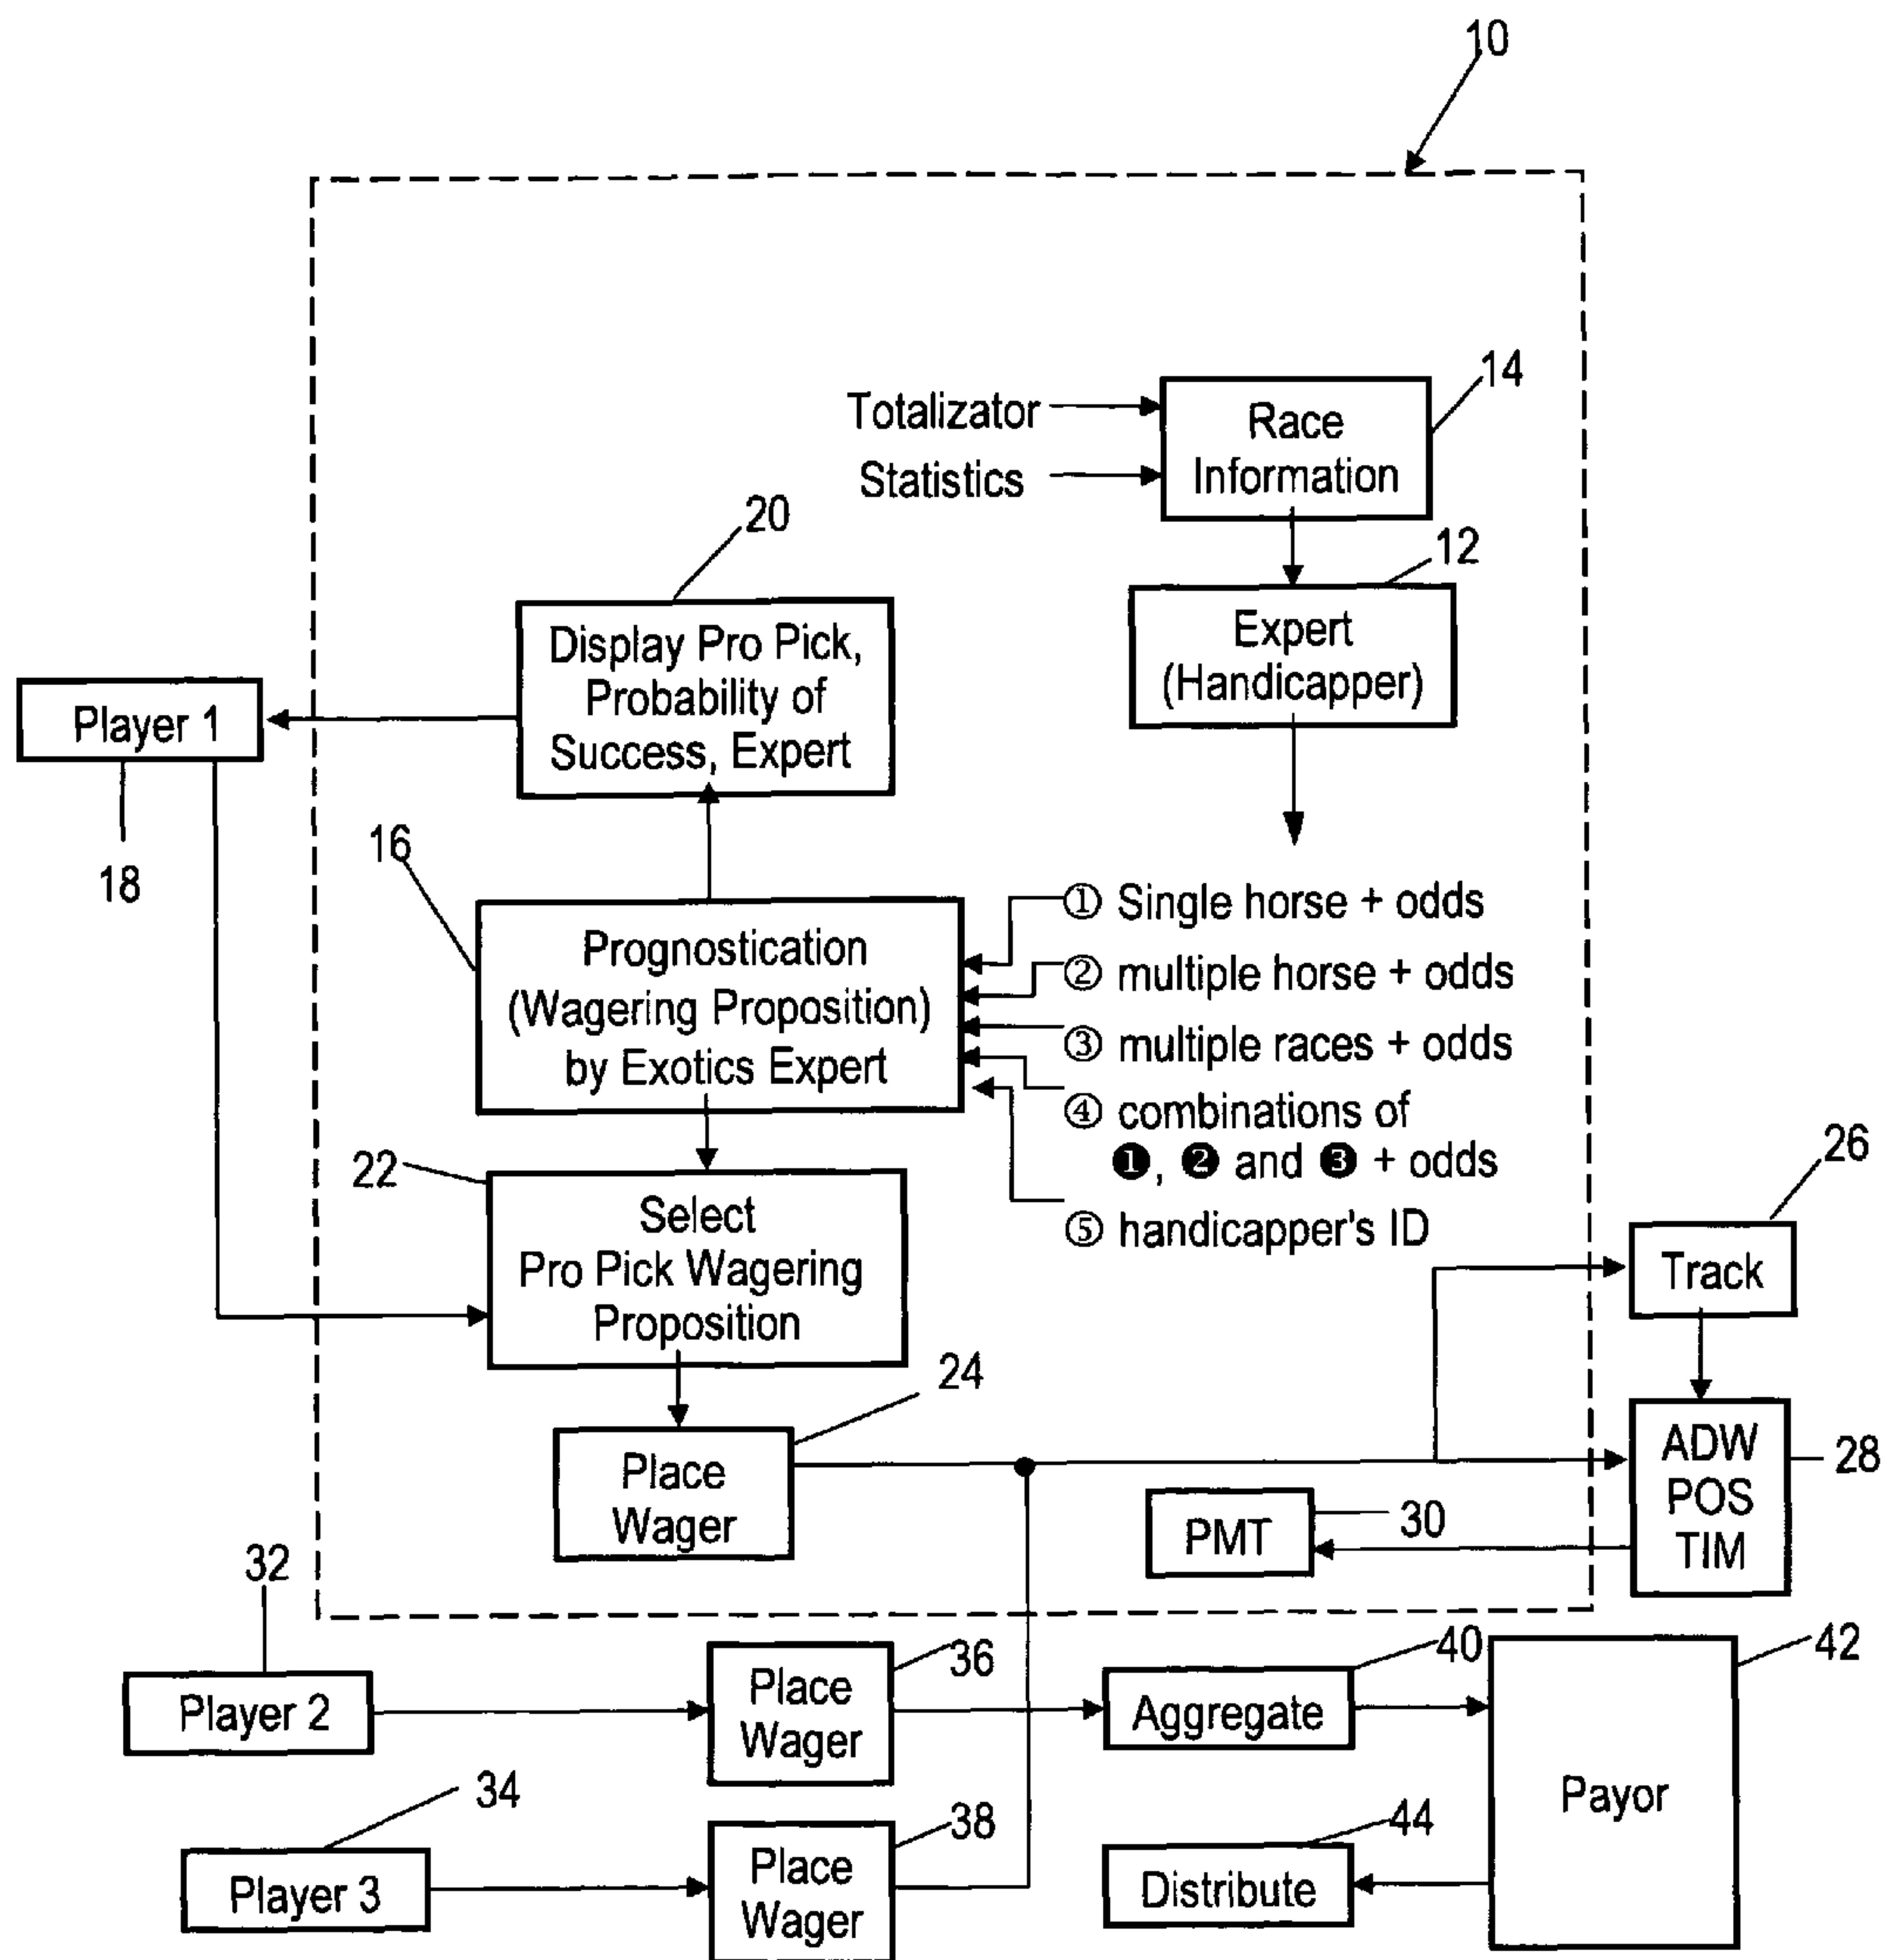 10
14
Totalizator
Statistics
Race
Information
20
12
Display Pro Pick,
Probability of
Success, Expert
Expert
(Handicapper)
Player 1
18
16
Prognostication
(Wagering Proposition)
by Exotics Expert
① Single horse + odds
② multiple horse + odds
③ multiple races + odds
④ combinations of
❶, ❷ and ❸ + odds
⑤ handicapper's ID
22
Select
Pro Pick Wagering
Proposition
26
Track
24
Place
Wager
ADW
POS
TIM
28
PMT
30
32
Player 2
36
Place
Wager
40
Aggregate
42
Payor
34
Player 3
38
Place
Wager
44
Distribute